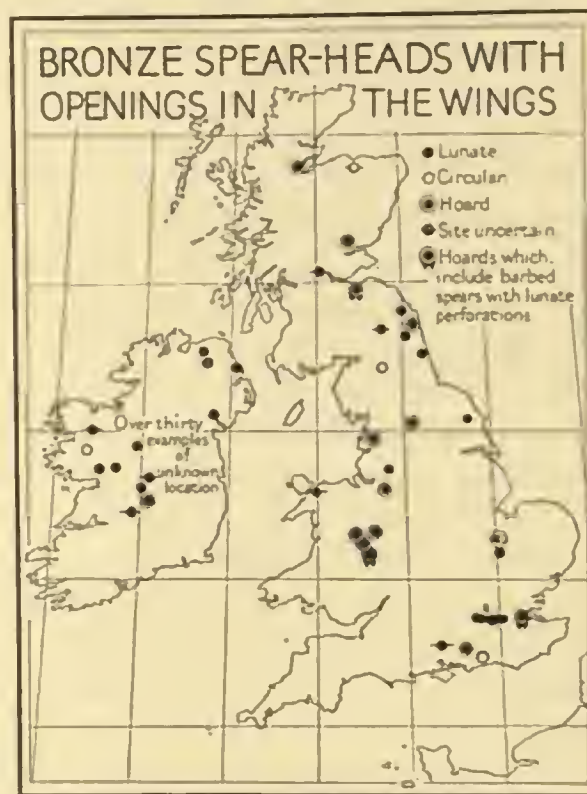 BRONZE SPEAR-HEADS WITH
OPENINGS IN THE WINGS
Lunate
Circular
Hoard
Site uncertain
Hoards which
include barbed
spears with lunate
perforations
Over thirty
examples
of
unknown
location